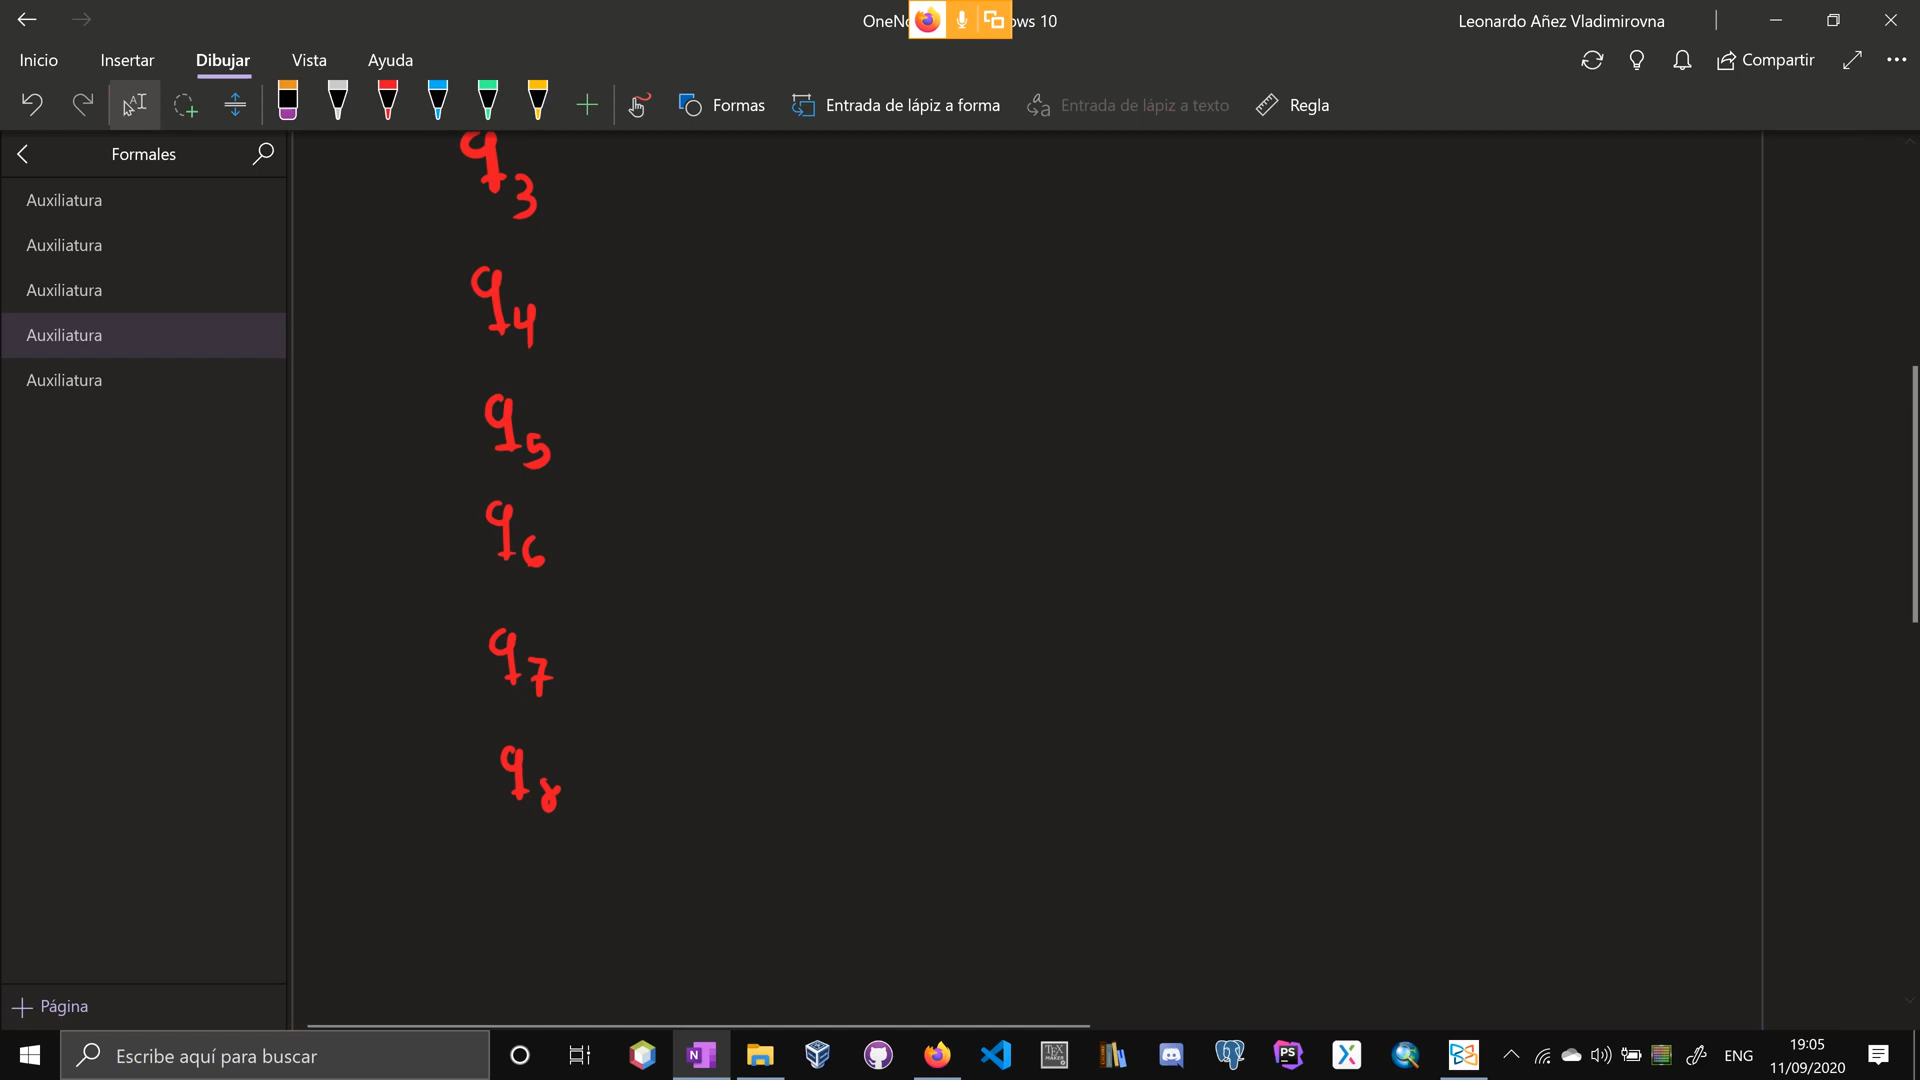 OneNo
ows 10
Leonardo Añez Vladimirovna
Inicio
Insertar
Dibujar
Vista
Ayuda
Compartir
Formas
Entrada de lápiz a forma
Entrada de lápiz a texto
Regla
Formales
Auxiliatura
Auxiliatura
Auxiliatura
Auxiliatura
Auxiliatura
q3
q4
q5
q6
q7
q8
Página
Escribe aquí para buscar
ENG
19:05
11/09/2020